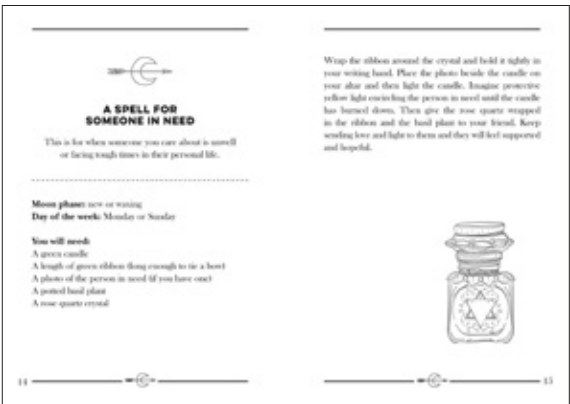 A SPELL FOR
SOMEONE IN NEED
This is for when someone you care about is unwell
or facing tough times in their personal life.
Moon phase: new or waxing
Day of the week: Monday or Sunday
You will need:
A green candle
A length of green ribbon (long enough to tie a bow)
A photo of the person in need (if you have one)
A potted basil plant
A rose quartz crystal
14
Wrap the ribbon around the crystal and hold it tightly in
your writing hand. Place the photo beside the candle on
your altar and then light the candle. Imagine protective
yellow light encircling the person in need until the candle
has burned down. Then give the rose quartz wrapped
in the ribbon and the basil plant to your friend. Keep
sending love and light to them and they will feel supported
and hopeful.
15